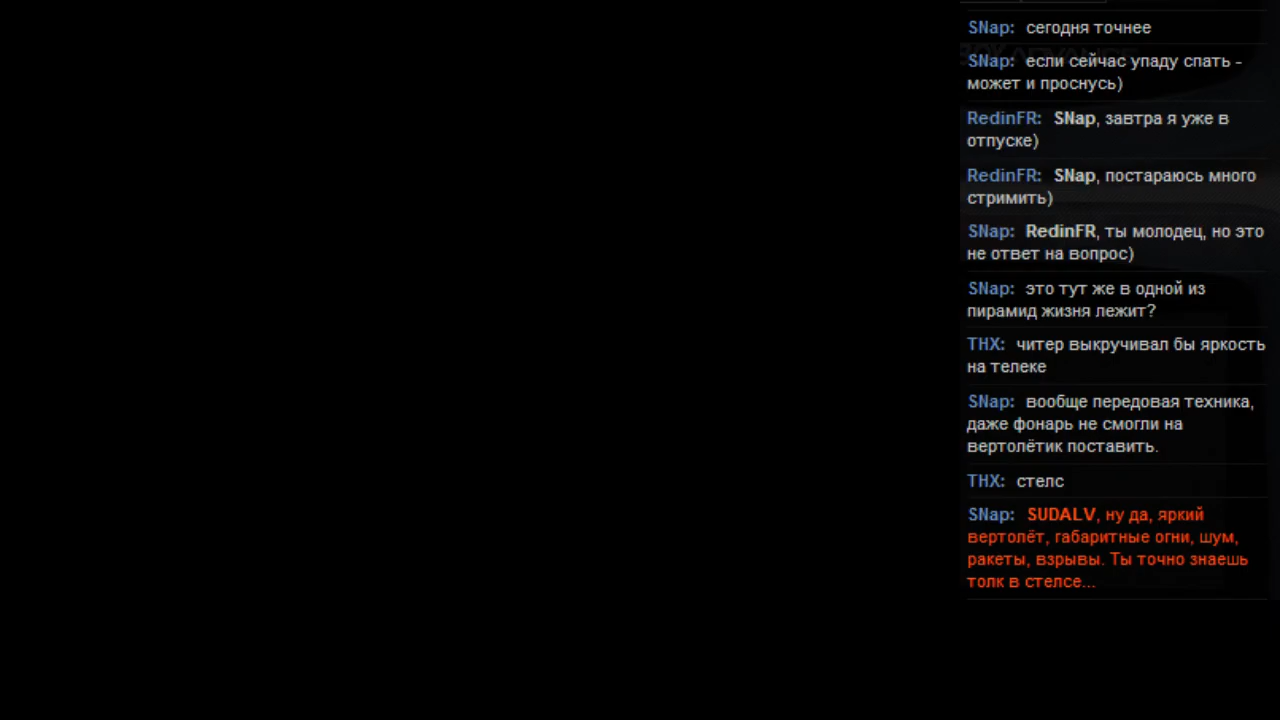 SNap: сегодня точнее
SNap: если сейчас упаду спать -
может и проснусь)
RedinFR: SNap, завтра я уже в
отпуске)
RedinFR: SNap, постараюсь много
стримить)
SNap: RedinFR, ты молодец, но это
не ответ на вопрос)
SNap: это тут же в одной из
пирамид жизня лежит?
THX: читер выкручивал бы яркость
на телеке
SNap: вообще передовая техника,
даже фонарь не смогли на
вертолётик поставить.
THX: стелс
SNap: SUDALV, ну да, яркий
вертолёт, габаритные огни, шум,
ракеты, взрывы. Ты точно знаешь
толк в стелсе...